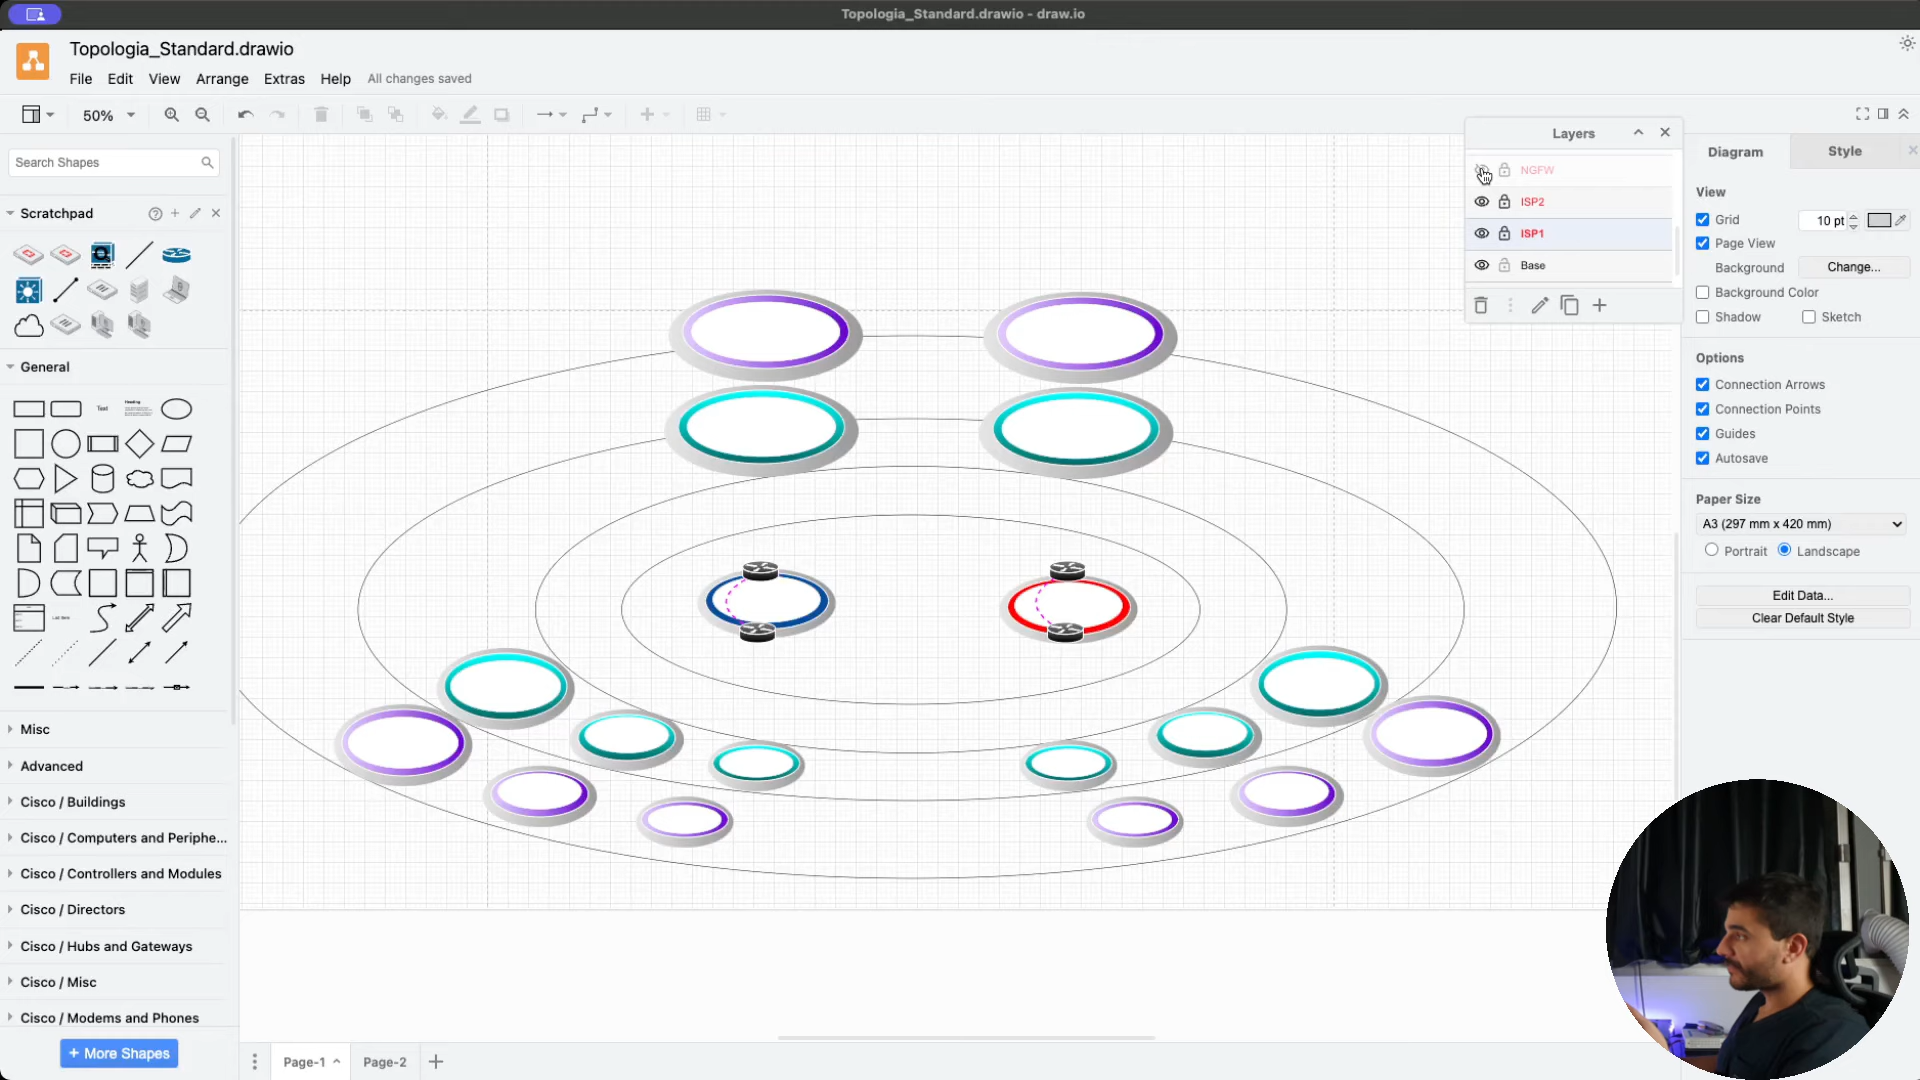 Topologia_Standard.drawio - draw.io
Topologia_Standard.drawio
File Edit View Arrange Extras Help All changes saved
50%
Search Shapes
Scratchpad
General
Text
Heading
List Item
Misc
Advanced
Cisco / Buildings
Cisco / Computers and Periphe...
Cisco / Controllers and Modules
Cisco / Directors
Cisco / Hubs and Gateways
Cisco / Misc
Cisco / Modems and Phones
+ More Shapes
Page-1 Page-2
Layers
NGFW
ISP2
ISP1
Base
Diagram Style
View
Grid 10 pt
Page View
Background Change...
Background Color
Shadow Sketch
Options
Connection Arrows
Connection Points
Guides
Autosave
Paper Size
A3 (297 mm x 420 mm)
Portrait Landscape
Edit Data...
Clear Default Style